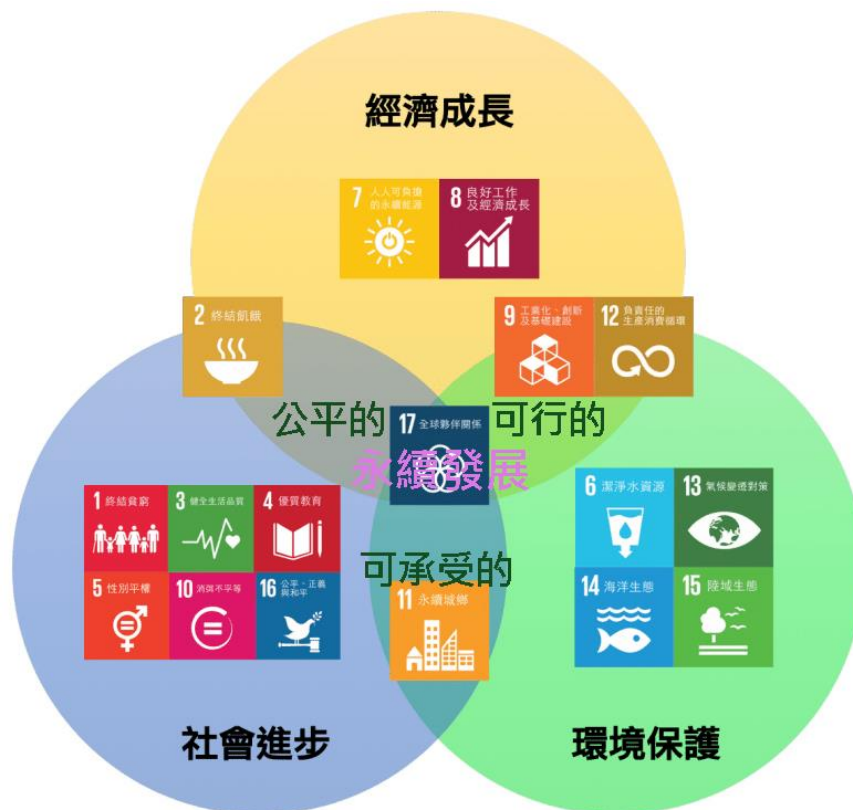 經濟成長
7 人人可負擔
的永續能源
8 良好工作
及經濟成長
2 終結飢餓
9 工業化、創新
及基礎建設
12 負責任的
生產消費循環
公平的
17 全球夥伴關係
可行的
永續發展
1 終結貧窮
3 健全生活品質
4 優質教育
6 潔淨水資源
13 氣候變遷對策
可承受的
5 性別平權
10 消弭不平等
16 公平、正義
與和平
11 永續城鄉
14 海洋生態
15 陸域生態
社會進步
環境保護